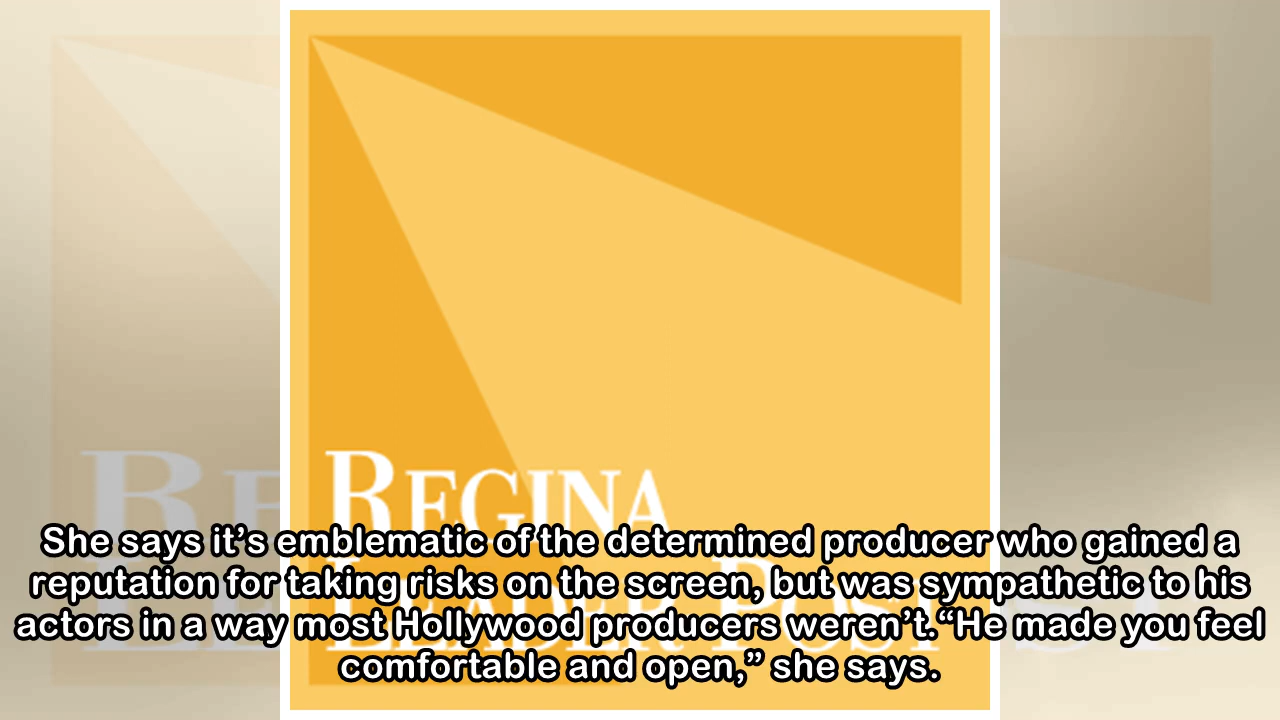 REGINA
LEADER POST
She says it’s emblematic of the determined producer who gained a
reputation for taking risks on the screen, but was sympathetic to his
actors in a way most Hollywood producers weren’t.“He made you feel
comfortable and open,” she says.